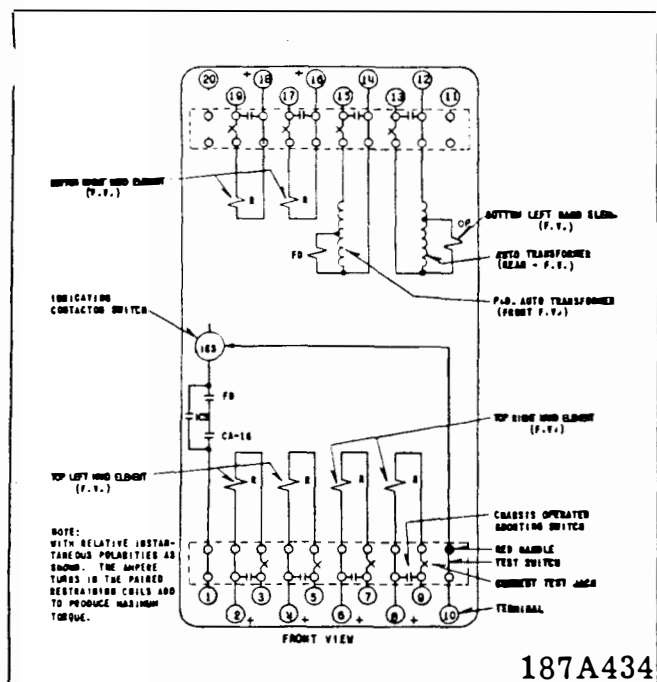 20
+ 18
+ 16
14
12
19
17
15
13
11
BOTTOM RIGHT HAND ELEMENT
(F.V.)
R
R
OP
BOTTOM LEFT HAND ELEM.
(F.V.)
FD
AUTO TRANSFORMER
(REAR - F.V.)
F.D. AUTO TRANSFORMER
(FRONT F.V.)
INDICATING
CONTACTOR SWITCH
ICS
FD
ICS
CA-16
TOP RIGHT HAND ELEMENT
(F.V.)
TOP LEFT HAND ELEMENT
(F.V.)
R
R
R
R
CHASSIS OPERATED
SHORTING SWITCH
NOTE:
WITH RELATIVE INSTAN-
TANEOUS POLARITIES AS
SHOWN. THE AMPERE
TURNS IN THE PAIRED
RESTRAINING COILS ADD
TO PRODUCE MAXIMUM
TORQUE.
RED HANDLE
TEST SWITCH
CURRENT TEST JACK
TERMINAL
1
3
5
7
9
2 +
4 +
6 +
8 +
10
FRONT VIEW
187A434